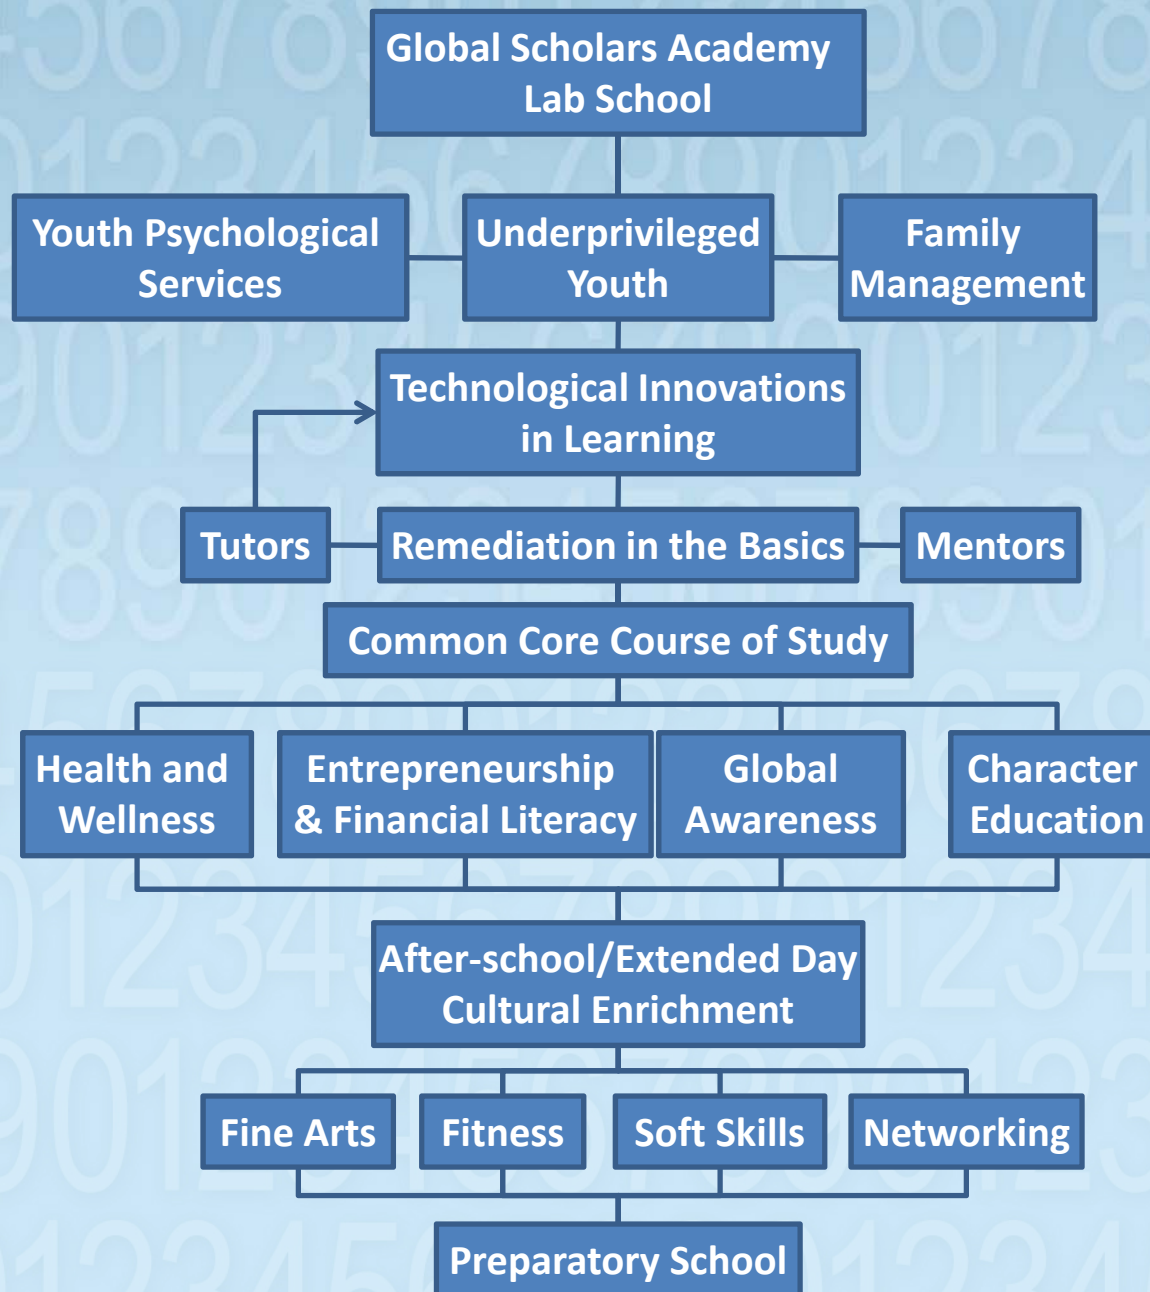 Global Scholars Academy
Lab School
Youth Psychological
Services
Underprivileged
Youth
Family
Management
Technological Innovations
in Learning
Tutors
Remediation in the Basics
Mentors
Common Core Course of Study
Health and
Wellness
Entrepreneurship
& Financial Literacy
Global
Awareness
Character
Education
After-school/Extended Day
Cultural Enrichment
Fine Arts
Fitness
Soft Skills
Networking
Preparatory School